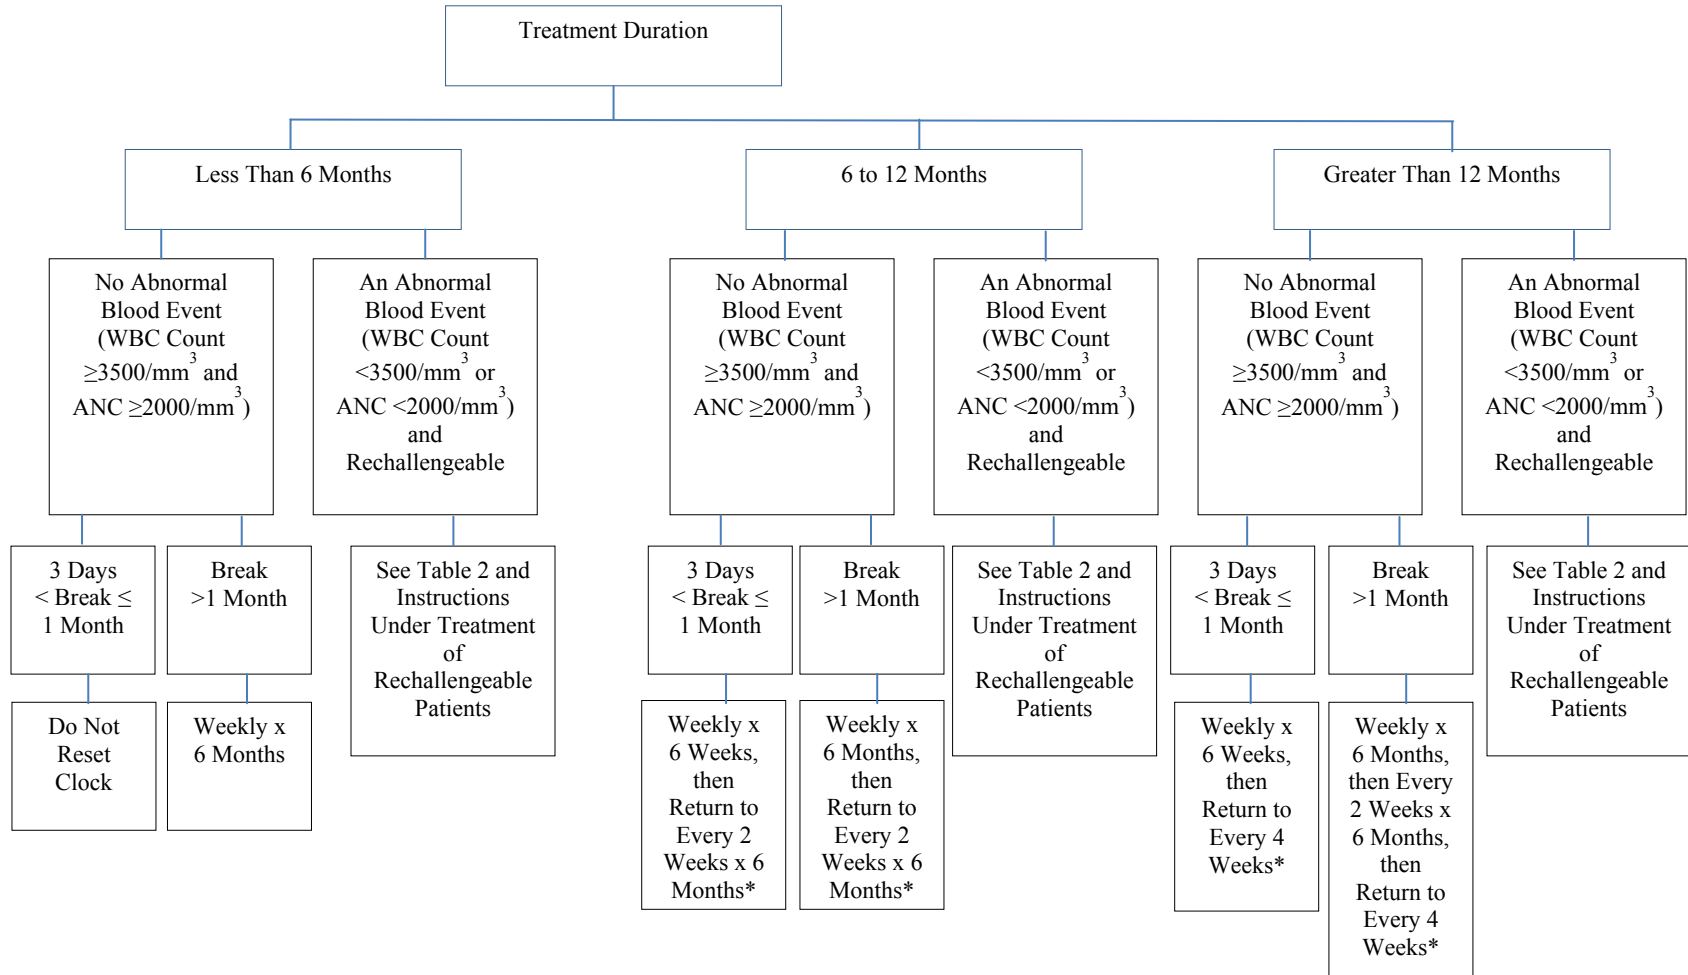 Treatment Duration
Less Than 6 Months
6 to 12 Months
Greater Than 12 Months
No Abnormal
Blood Event
(WBC Count
≥3500/mm³ and
ANC ≥2000/mm³)
An Abnormal
Blood Event
(WBC Count
<3500/mm³ or
ANC <2000/mm³)
and
Rechallengeable
No Abnormal
Blood Event
(WBC Count
≥3500/mm³ and
ANC ≥2000/mm³)
An Abnormal
Blood Event
(WBC Count
<3500/mm³ or
ANC <2000/mm³)
and
Rechallengeable
No Abnormal
Blood Event
(WBC Count
≥3500/mm³ and
ANC ≥2000/mm³)
An Abnormal
Blood Event
(WBC Count
<3500/mm³ or
ANC <2000/mm³)
and
Rechallengeable
3 Days
< Break ≤
1 Month
Break
>1 Month
See Table 2 and
Instructions
Under Treatment
of
Rechallengeable
Patients
3 Days
< Break ≤
1 Month
Break
>1 Month
See Table 2 and
Instructions
Under Treatment
of
Rechallengeable
Patients
3 Days
< Break ≤
1 Month
Break
>1 Month
See Table 2 and
Instructions
Under Treatment
of
Rechallengeable
Patients
Do Not
Reset
Clock
Weekly x
6 Months
Weekly x
6 Weeks,
then
Return to
Every 2
Weeks x 6
Months*
Weekly x
6 Months,
then
Return to
Every 2
Weeks x 6
Months*
Weekly x
6 Weeks,
then
Return to
Every 4
Weeks*
Weekly x
6 Months,
then Every
2 Weeks x
6 Months,
then
Return to
Every 4
Weeks*